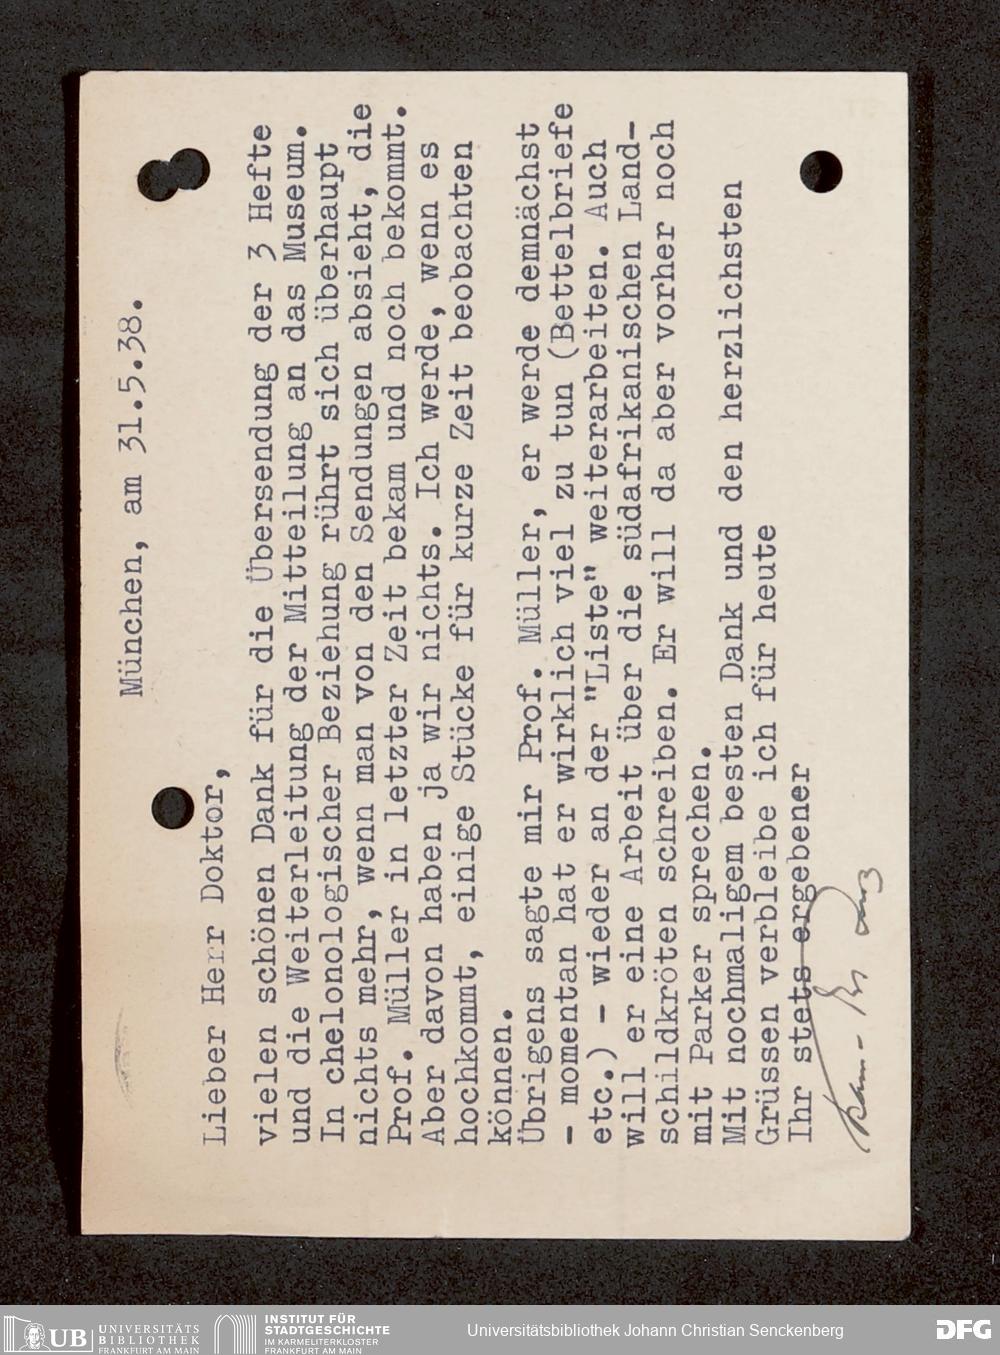 München, am 31.5.38.
Lieber Herr Doktor,
vielen schönen Dank für die Übersendung der 3 Hefte
und die Weiterleitung der Mitteilung an das Museum.
In chelonologischer Beziehung rührt sich überhaupt
nichts mehr, wenn man von den Sendungen absieht, die
Prof. Müller in letzter Zeit bekam und noch bekommt.
Aber davon haben ja wir nichts. Ich werde, wenn es
hochkommt, einige Stücke für kurze Zeit beobachten
können.
Übrigens sagte mir Prof. Müller, er werde demnächst
- momentan hat er wirklich viel zu tun (Bettelbriefe
etc.) - wieder an der "Liste" weiterarbeiten. Auch
will er eine Arbeit über die südafrikanischen Land-
schildkröten schreiben. Er will da aber vorher noch
mit Parker sprechen.
Mit nochmaligem besten Dank und den herzlichsten
Grüssen verbleibe ich für heute
Ihr stets ergebener
UB UNIVERSITÄTS
BIBLIOTHEK
FRANKFURT AM MAIN
INSTITUT FÜR
STADTGESCHICHTE
IM KARMELITERKLOSTER
FRANKFURT AM MAIN
Universitätsbibliothek Johann Christian Senckenberg
DFG